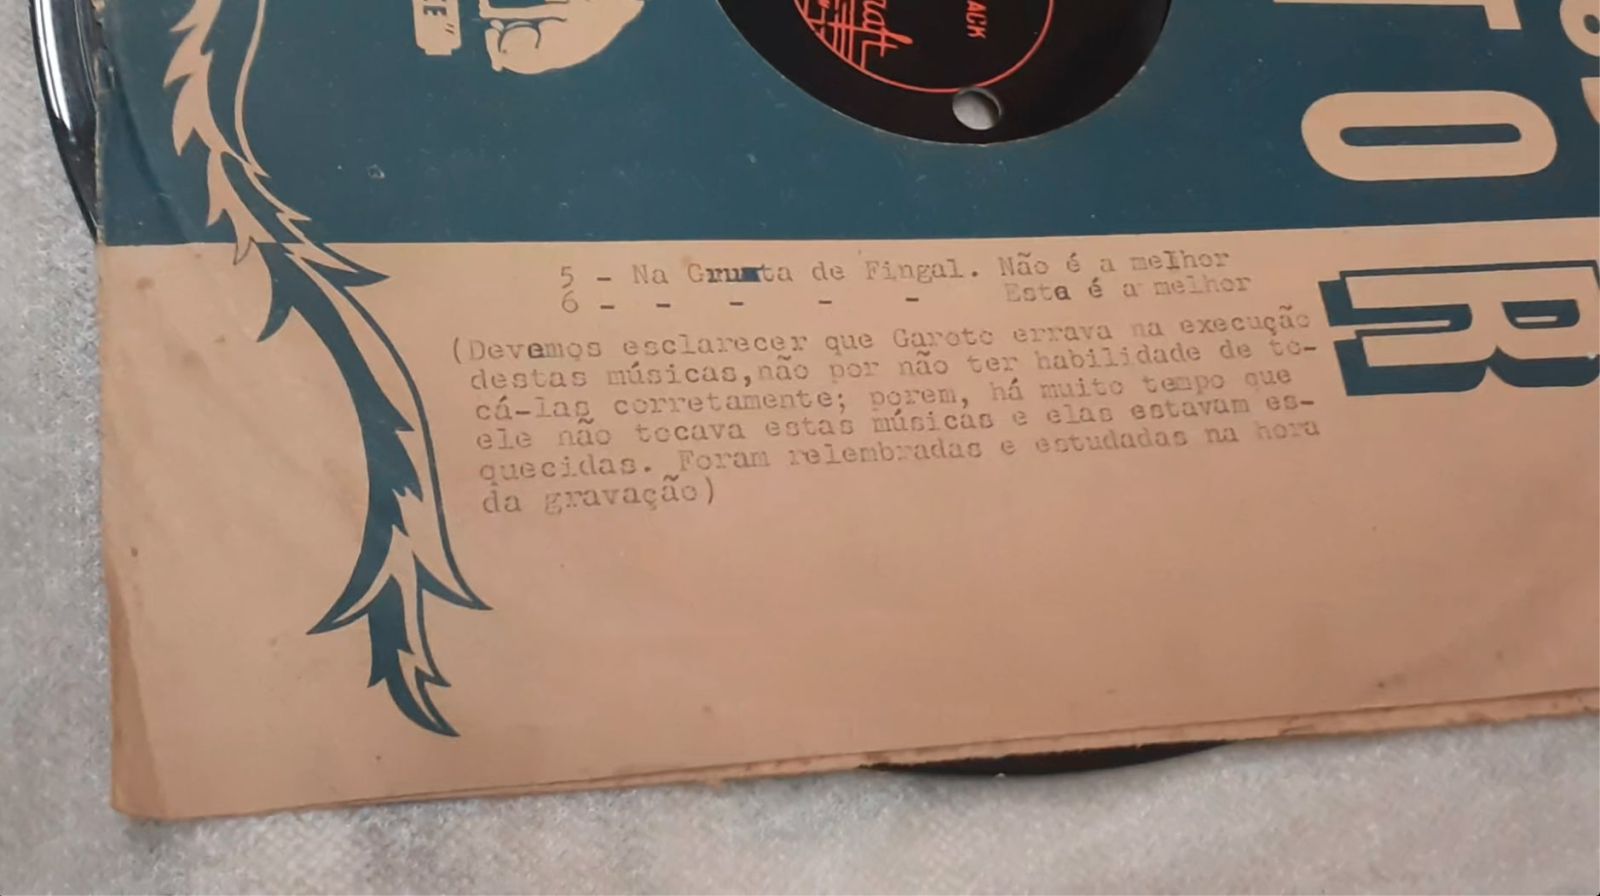 ACK
TOR
5 - Na Gruta de Fingal. Não é a melhor
6 - - - - - Esta é a melhor
(Devemos esclarecer que Garoto errava na execução
destas músicas,não por não ter habilidade de to-
cá-las corretamente; porem, há muito tempo que
ele não tocava estas músicas e elas estavam es-
quecidas. Foram relembradas e estudadas na hora
da gravação)